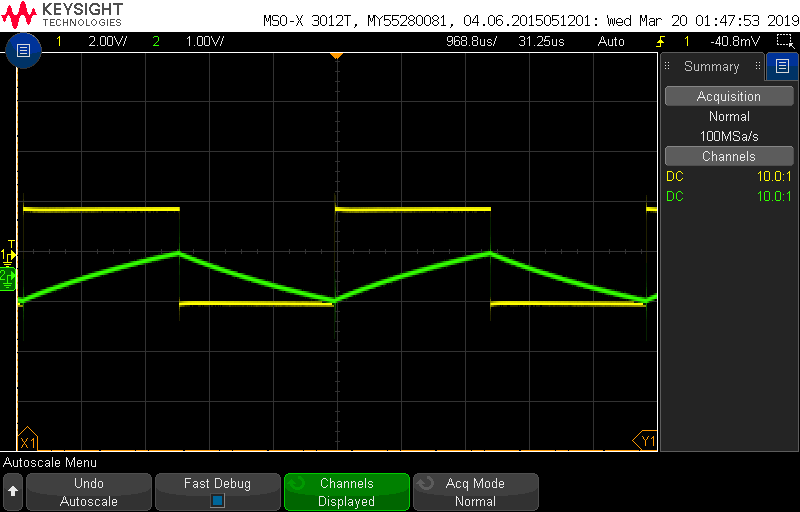 KEYSIGHT
TECHNOLOGIES
MSO-X 3012T, MY55280081, 04.06.2015051201: Wed Mar 20 01:47:53 2019
1 2.00V/ 2 1.00V/ 968.8us/ 31.25us Auto 1 -40.8mV
Summary
Acquisition
Normal
100MSa/s
Channels
DC 10.0:1
DC 10.0:1
T
1
2
X1
Y1
Autoscale Menu
Undo
Autoscale
Fast Debug
Channels
Displayed
Acq Mode
Normal